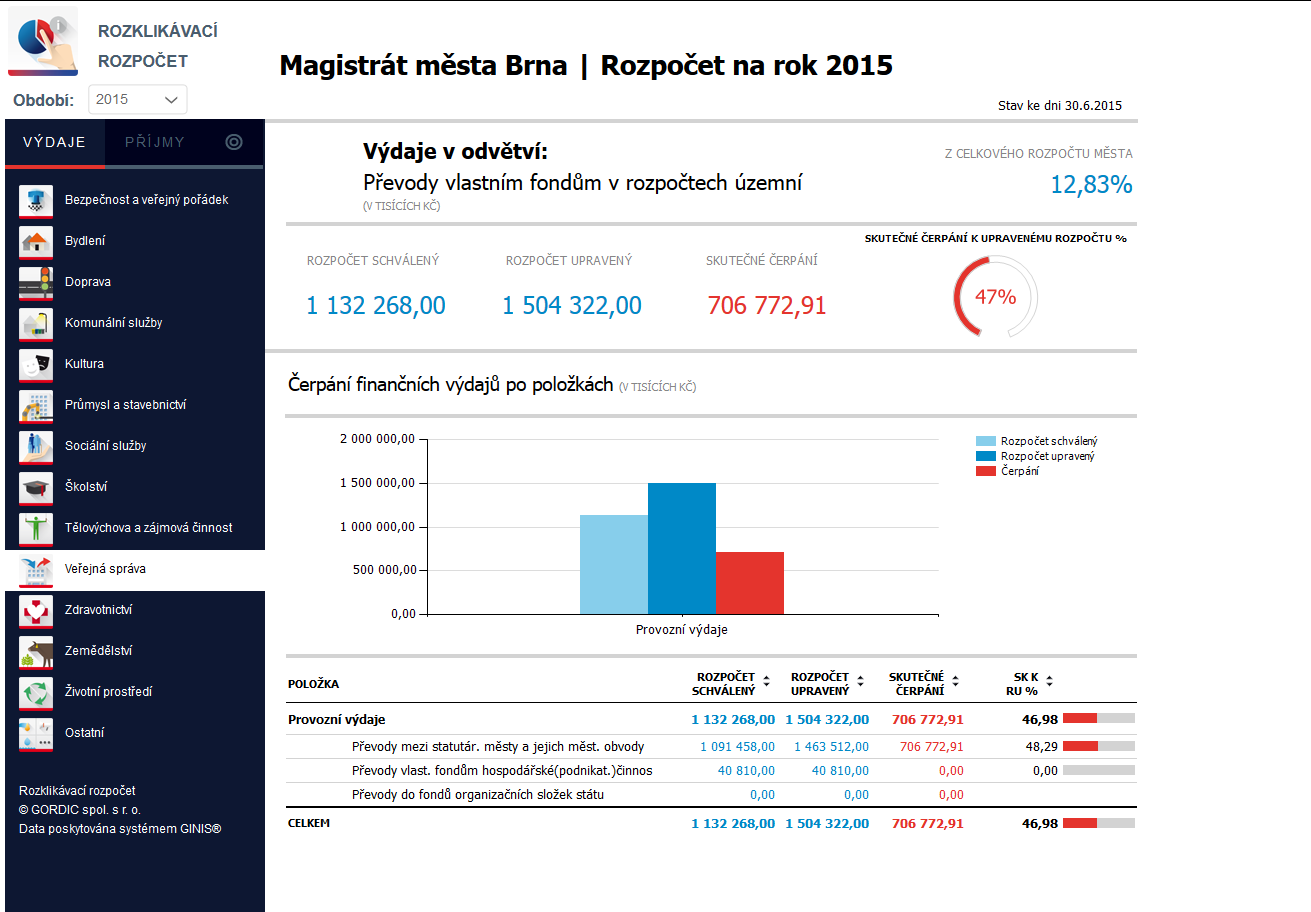 ROZKLIKÁVACÍ
ROZPOČET
Období: 2015
Magistrát města Brna | Rozpočet na rok 2015
Stav ke dni 30.6.2015
VÝDAJE PŘÍJMY
Bezpečnost a veřejný pořádek
Bydlení
Doprava
Komunální služby
Kultura
Průmysl a stavebnictví
Sociální služby
Školství
Tělovýchova a zájmová činnost
Veřejná správa
Zdravotnictví
Zemědělství
Životní prostředí
Ostatní
Rozklikávací rozpočet
© GORDIC spol. s r. o.
Data poskytována systémem GINIS®
Výdaje v odvětví:
Převody vlastním fondům v rozpočtech územní
(V TISÍCÍCH KČ)
Z CELKOVÉHO ROZPOČTU MĚSTA
12,83%
ROZPOČET SCHVÁLENÝ ROZPOČET UPRAVENÝ SKUTEČNÉ ČERPÁNÍ
1 132 268,00 1 504 322,00 706 772,91
SKUTEČNÉ ČERPÁNÍ K UPRAVENÉMU ROZPOČTU %
47%
Čerpání finančních výdajů po položkách (V TISÍCÍCH KČ)
2 000 000,00
1 500 000,00
1 000 000,00
500 000,00
0,00
Provozní výdaje
Rozpočet schválený
Rozpočet upravený
Čerpání
POLOŽKA ROZPOČET SCHVÁLENÝ ROZPOČET UPRAVENÝ SKUTEČNÉ ČERPÁNÍ SK K RU %
Provozní výdaje 1 132 268,00 1 504 322,00 706 772,91 46,98
Převody mezi statutár. městy a jejich měst. obvody 1 091 458,00 1 463 512,00 706 772,91 48,29
Převody vlast. fondům hospodářské(podnikat.)činnos 40 810,00 40 810,00 0,00 0,00
Převody do fondů organizačních složek státu 0,00 0,00 0,00
CELKEM 1 132 268,00 1 504 322,00 706 772,91 46,98